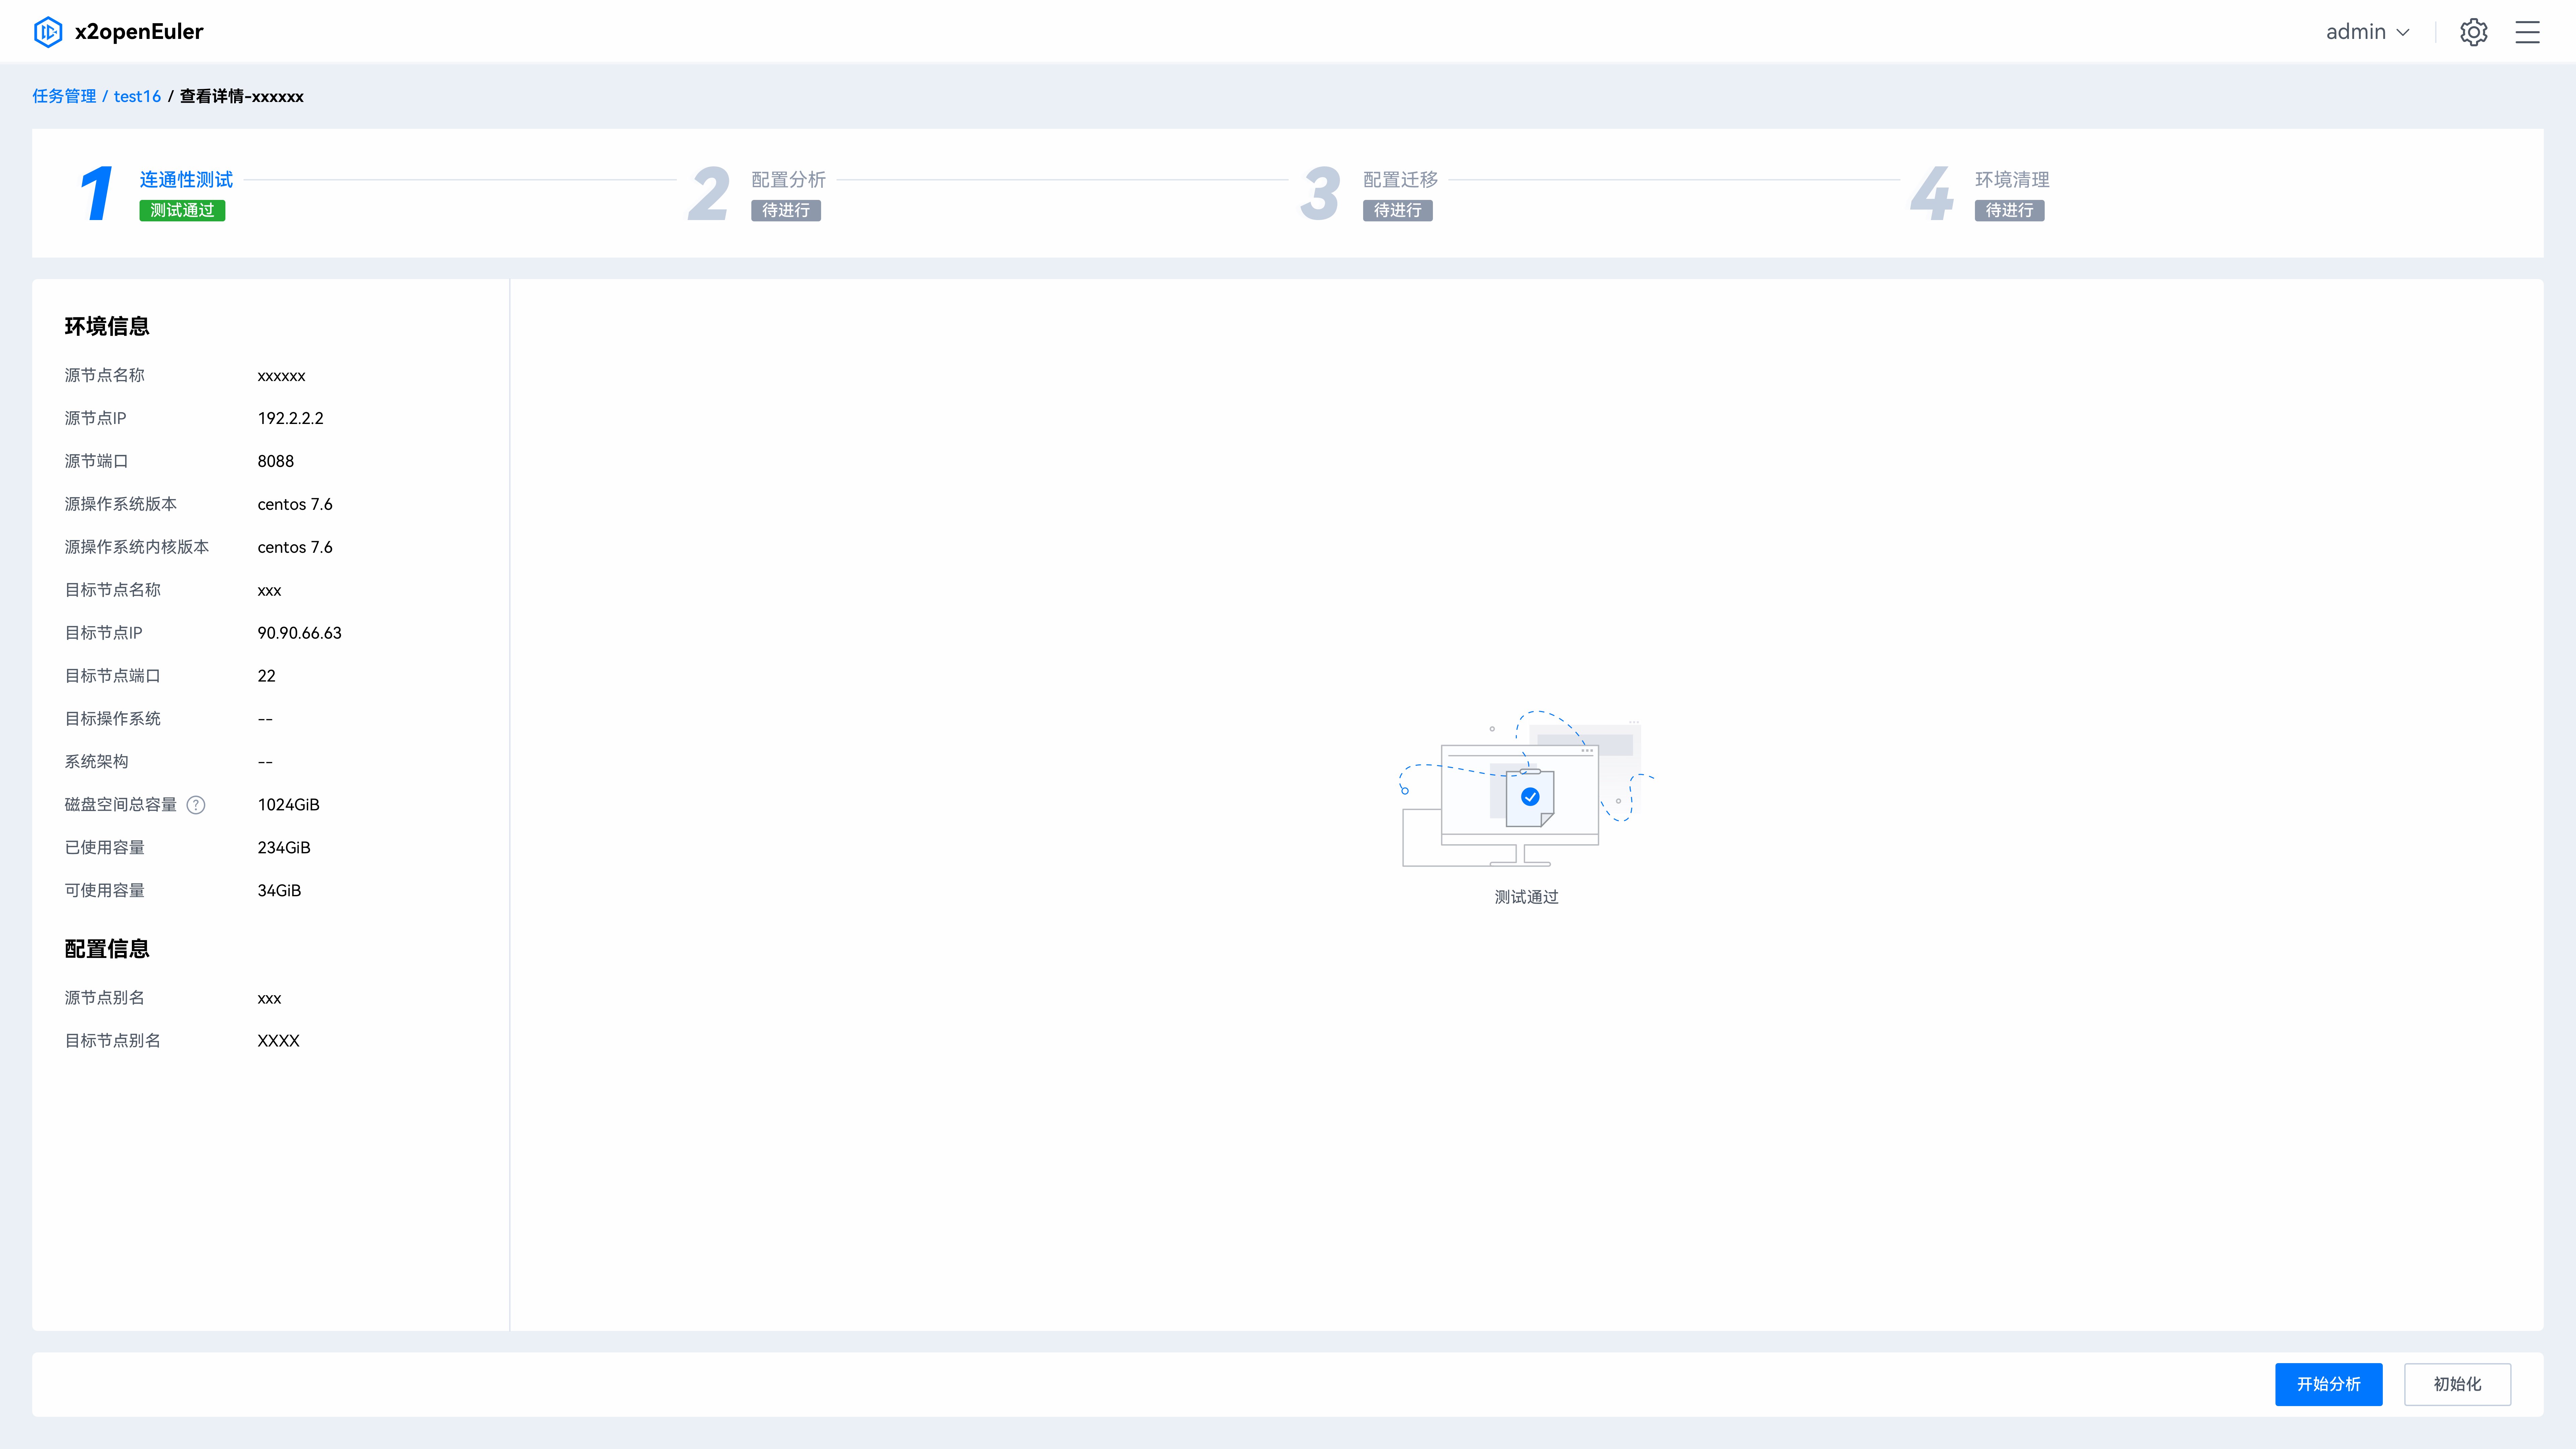 x2openEuler
admin
任务管理 / test16 / 查看详情-xxxxxx
1 连通性测试
测试通过
2 配置分析
待进行
3 配置迁移
待进行
4 环境清理
待进行
环境信息
源节点名称 xxxxxx
源节点IP 192.2.2.2
源节端口 8088
源操作系统版本 centos 7.6
源操作系统内核版本 centos 7.6
目标节点名称 xxx
目标节点IP 90.90.66.63
目标节点端口 22
目标操作系统 --
系统架构 --
磁盘空间总容量 ? 1024GiB
已使用容量 234GiB
可使用容量 34GiB
配置信息
源节点别名 xxx
目标节点别名 XXXX
测试通过
开始分析
初始化